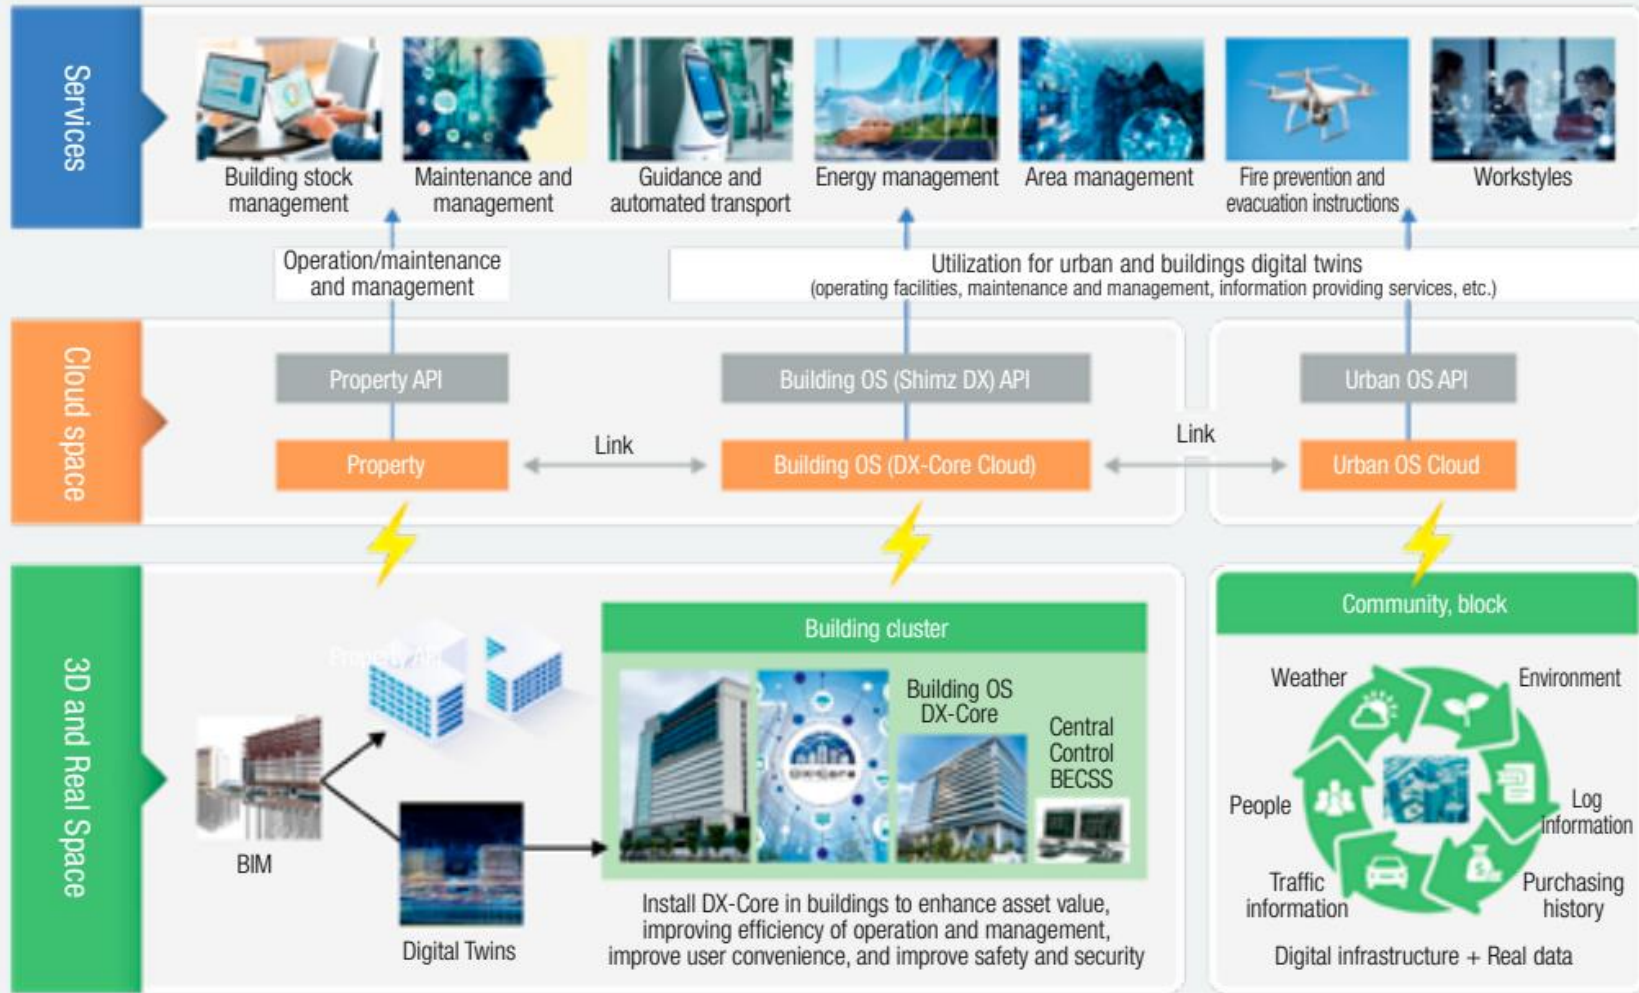 Services
Building stock
management
Maintenance and
management
Guidance and
automated transport
Energy management
Area management
Fire prevention and
evacuation instructions
Workstyles
Operation/maintenance
and management
Utilization for urban and buildings digital twins
(operating facilities, maintenance and management, information providing services, etc.)
Cloud space
Property API
Building OS (Shimz DX) API
Urban OS API
Property
Link
Building OS (DX-Core Cloud)
Link
Urban OS Cloud
3D and Real Space
Property API
BIM
Digital Twins
Building cluster
DX-Core
Building OS
DX-Core
Central
Control
BECSS
Install DX-Core in buildings to enhance asset value,
improving efficiency of operation and management,
improve user convenience, and improve safety and security
Community, block
Weather
Environment
People
Log
information
Traffic
information
Purchasing
history
Digital infrastructure + Real data